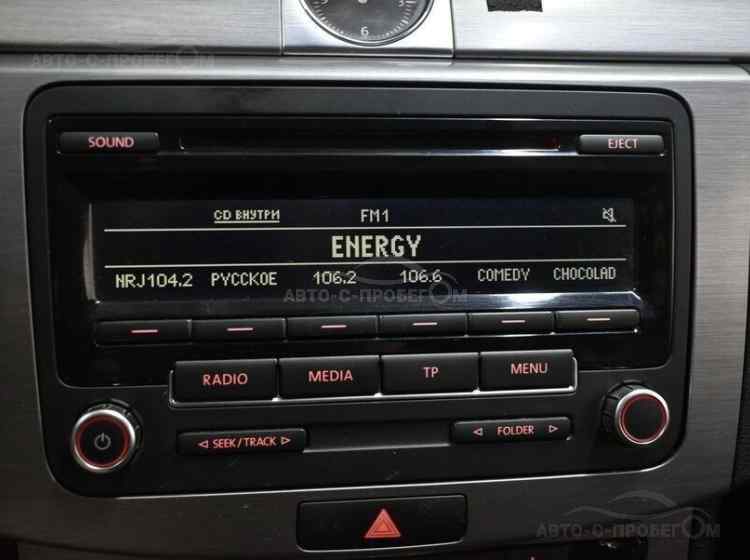 6
АВТО-С-ПРОБЕГОМ
SOUND
EJECT
CD ВНУТРИ FM1
ENERGY
NRJ104.2 РУССКОЕ 106.2 106.6 COMEDY CHOCOLAD
АВТО-С-ПРОБЕГОМ
RADIO MEDIA TP MENU
SEEK/TRACK
FOLDER
АВТО-С-ПРОБЕГОМ